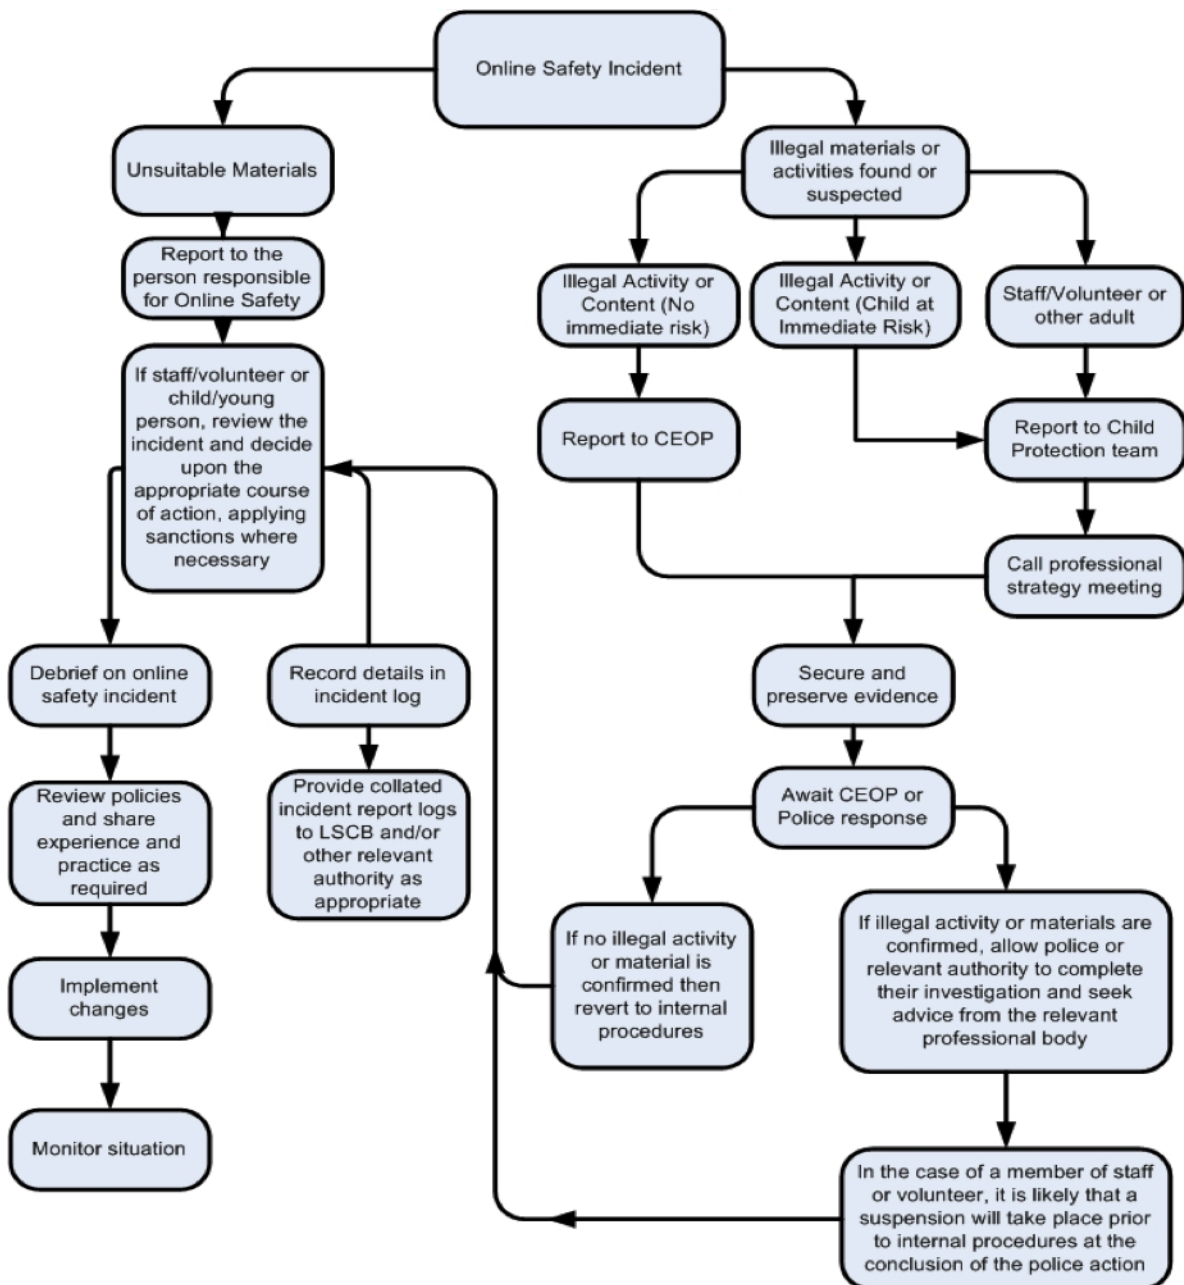 Online Safety Incident
Unsuitable Materials
Report to the
person responsible
for Online Safety
If staff/volunteer or
child/young
person, review the
incident and decide
upon the
appropriate course
of action, applying
sanctions where
necessary
Debrief on online
safety incident
Review policies
and share
experience and
practice as
required
Implement
changes
Monitor situation
Record details in
incident log
Provide collated
incident report logs
to LSCB and/or
other relevant
authority as
appropriate
Illegal materials or
activities found or
suspected
Illegal Activity or
Content (No
immediate risk)
Illegal Activity or
Content (Child at
Immediate Risk)
Staff/Volunteer or
other adult
Report to CEOP
Report to Child
Protection team
Call professional
strategy meeting
Secure and
preserve evidence
Await CEOP or
Police response
If no illegal activity
or material is
confirmed then
revert to internal
procedures
If illegal activity or materials are
confirmed, allow police or
relevant authority to complete
their investigation and seek
advice from the relevant
professional body
In the case of a member of staff
or volunteer, it is likely that a
suspension will take place prior
to internal procedures at the
conclusion of the police action